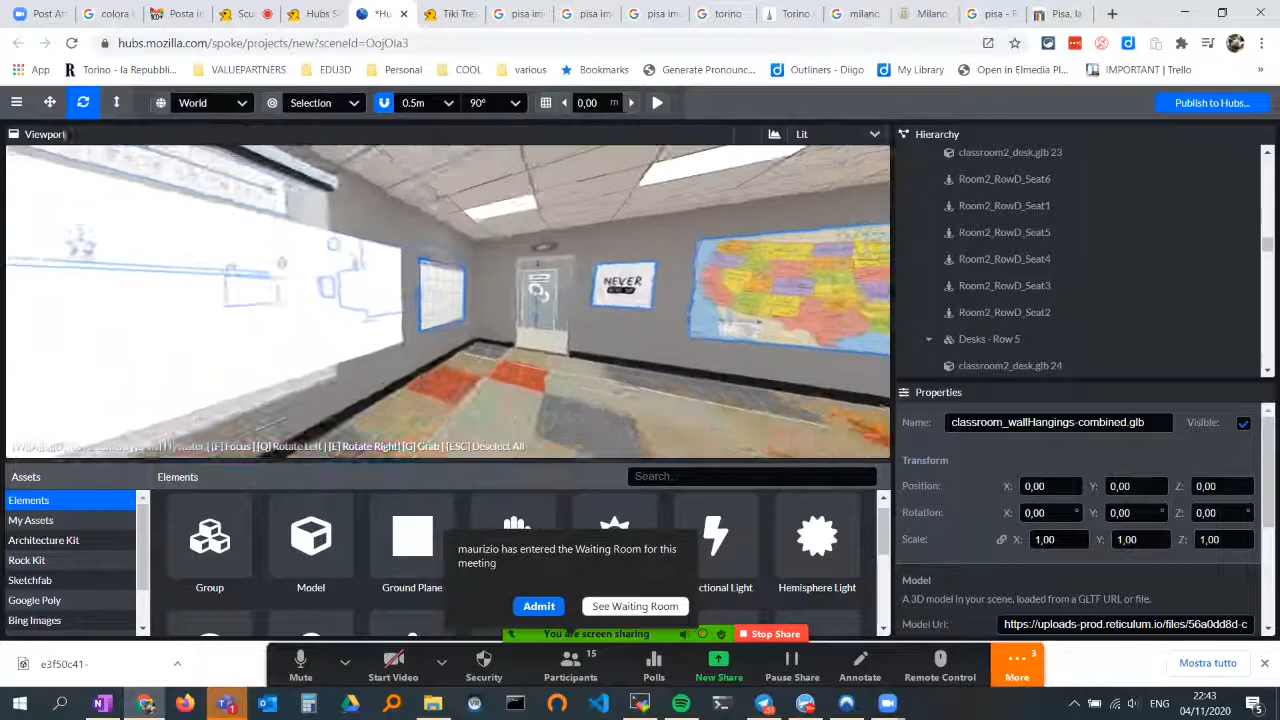 Posta in
colora
Scu
Hubs S
*Hu
Tiki Tre
pisa im
pisa im
pisa im
torino
Torino
milano
Milano
pisa -
Pisa, la
hubs.mozilla.com/spoke/projects/new?sceneId=OojOla3
App
Torino - la Repubbli...
VALUEPARTNERS
EDU3D
Personal
COOL
various
Bookmarks
Generate Pronounc...
Outliners - Diigo
My Library
Open in Elmedia Pl...
IMPORTANT | Trello
»
World
Selection
0.5m
90°
0,00 m
Publish to Hubs...
Viewport
Lit
Hierarchy
classroom2_desk.glb 23
Room2_RowD_Seat6
Room2_RowD_Seat1
Room2_RowD_Seat5
Room2_RowD_Seat4
Room2_RowD_Seat3
Room2_RowD_Seat2
Desks - Row 5
classroom2_desk.glb 24
NEVER
[F] Focus | [Q] Rotate Left | [E] Rotate Right | [G] Grab | [ESC] Deselect All
Properties
Name: classroom_wallHangings-combined.glb Visible:
Transform
Position: X: 0,00 Y: 0,00 Z: 0,00
Rotation: X: 0,00 ° Y: 0,00 ° Z: 0,00 °
Scale: X: 1,00 Y: 1,00 Z: 1,00
Model
A 3D model in your scene, loaded from a GLTF URL or file.
Model Url: https://uploads-prod.reticulum.io/files/56a0dd8d-c
Assets
Elements
Search...
Elements
My Assets
Architecture Kit
Rock Kit
Sketchfab
Google Poly
Bing Images
Group
Model
Ground Plane
ctional Light
Hemisphere Light
maurizio has entered the Waiting Room for this
meeting
Admit
See Waiting Room
You are screen sharing
Stop Share
e3f50c41-
Mute
Start Video
Security
15
Participants
Polls
New Share
Pause Share
Annotate
Remote Control
3
More
Mostra tutto
22:43
04/11/2020